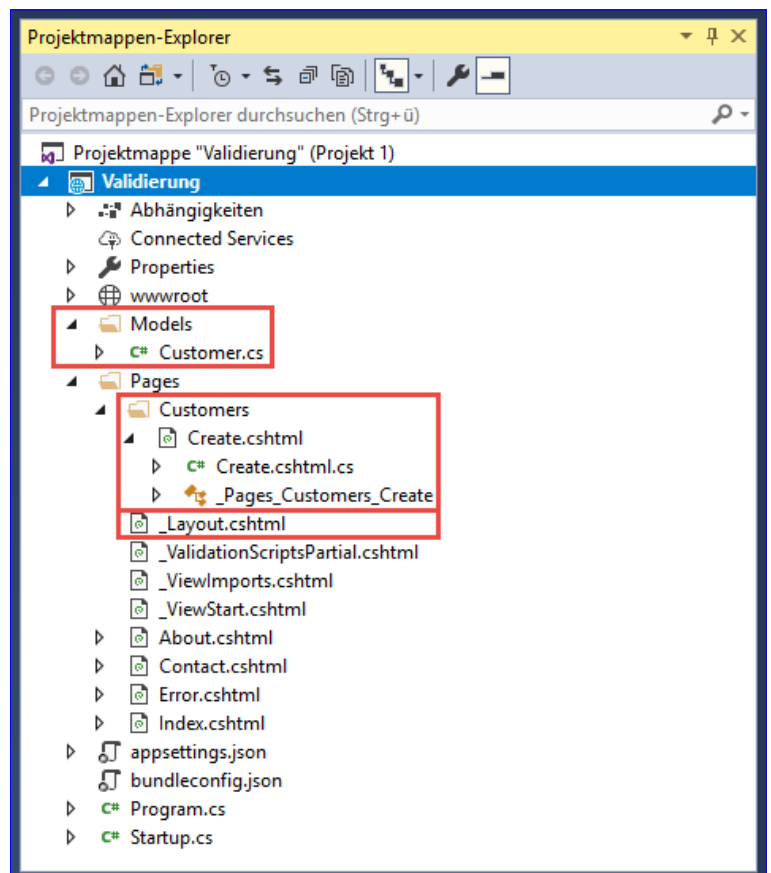 Projektmappen-Explorer
Projektmappen-Explorer durchsuchen (Strg+ü)
Projektmappe "Validierung" (Projekt 1)
Validierung
Abhängigkeiten
Connected Services
Properties
wwwroot
Models
C# Customer.cs
Pages
Customers
Create.cshtml
C# Create.cshtml.cs
_Pages_Customers_Create
_Layout.cshtml
_ValidationScriptsPartial.cshtml
_ViewImports.cshtml
_ViewStart.cshtml
About.cshtml
Contact.cshtml
Error.cshtml
Index.cshtml
appsettings.json
bundleconfig.json
C# Program.cs
C# Startup.cs